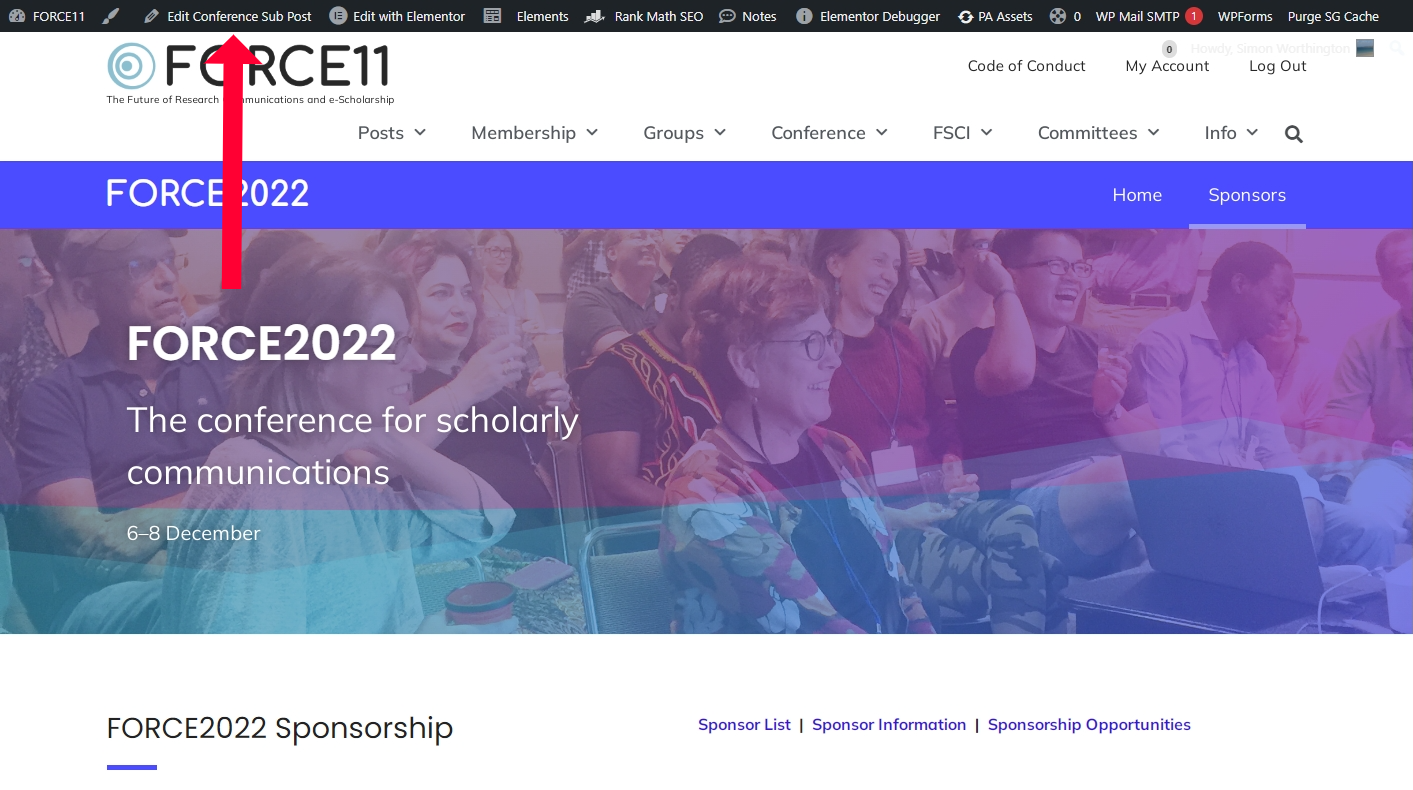 FORCE11 Edit Conference Sub Post Edit with Elementor Elements Rank Math SEO Notes Elementor Debugger PA Assets 0 WP Mail SMTP 1 WPForms Purge SG Cache
0 Howdy, Simon Worthington
FORCE11
Code of Conduct My Account Log Out
The Future of Research mmunications and e-Scholarship
Posts Membership Groups Conference FSCI Committees Info
FORCE2022 Home Sponsors
FORCE2022
The conference for scholarly
communications
6–8 December
FORCE2022 Sponsorship
Sponsor List | Sponsor Information | Sponsorship Opportunities